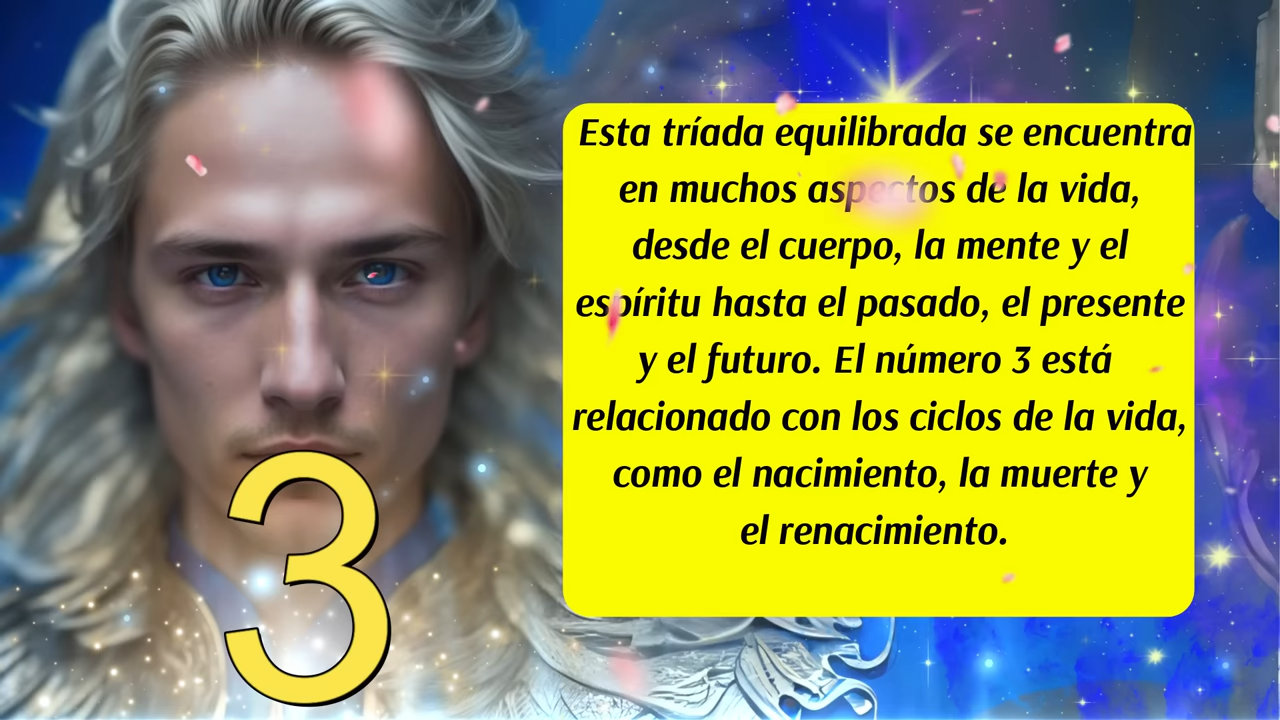 Esta tríada equilibrada se encuentra
en muchos aspectos de la vida,
desde el cuerpo, la mente y el
espíritu hasta el pasado, el presente
y el futuro. El número 3 está
relacionado con los ciclos de la vida,
como el nacimiento, la muerte y
el renacimiento.
3